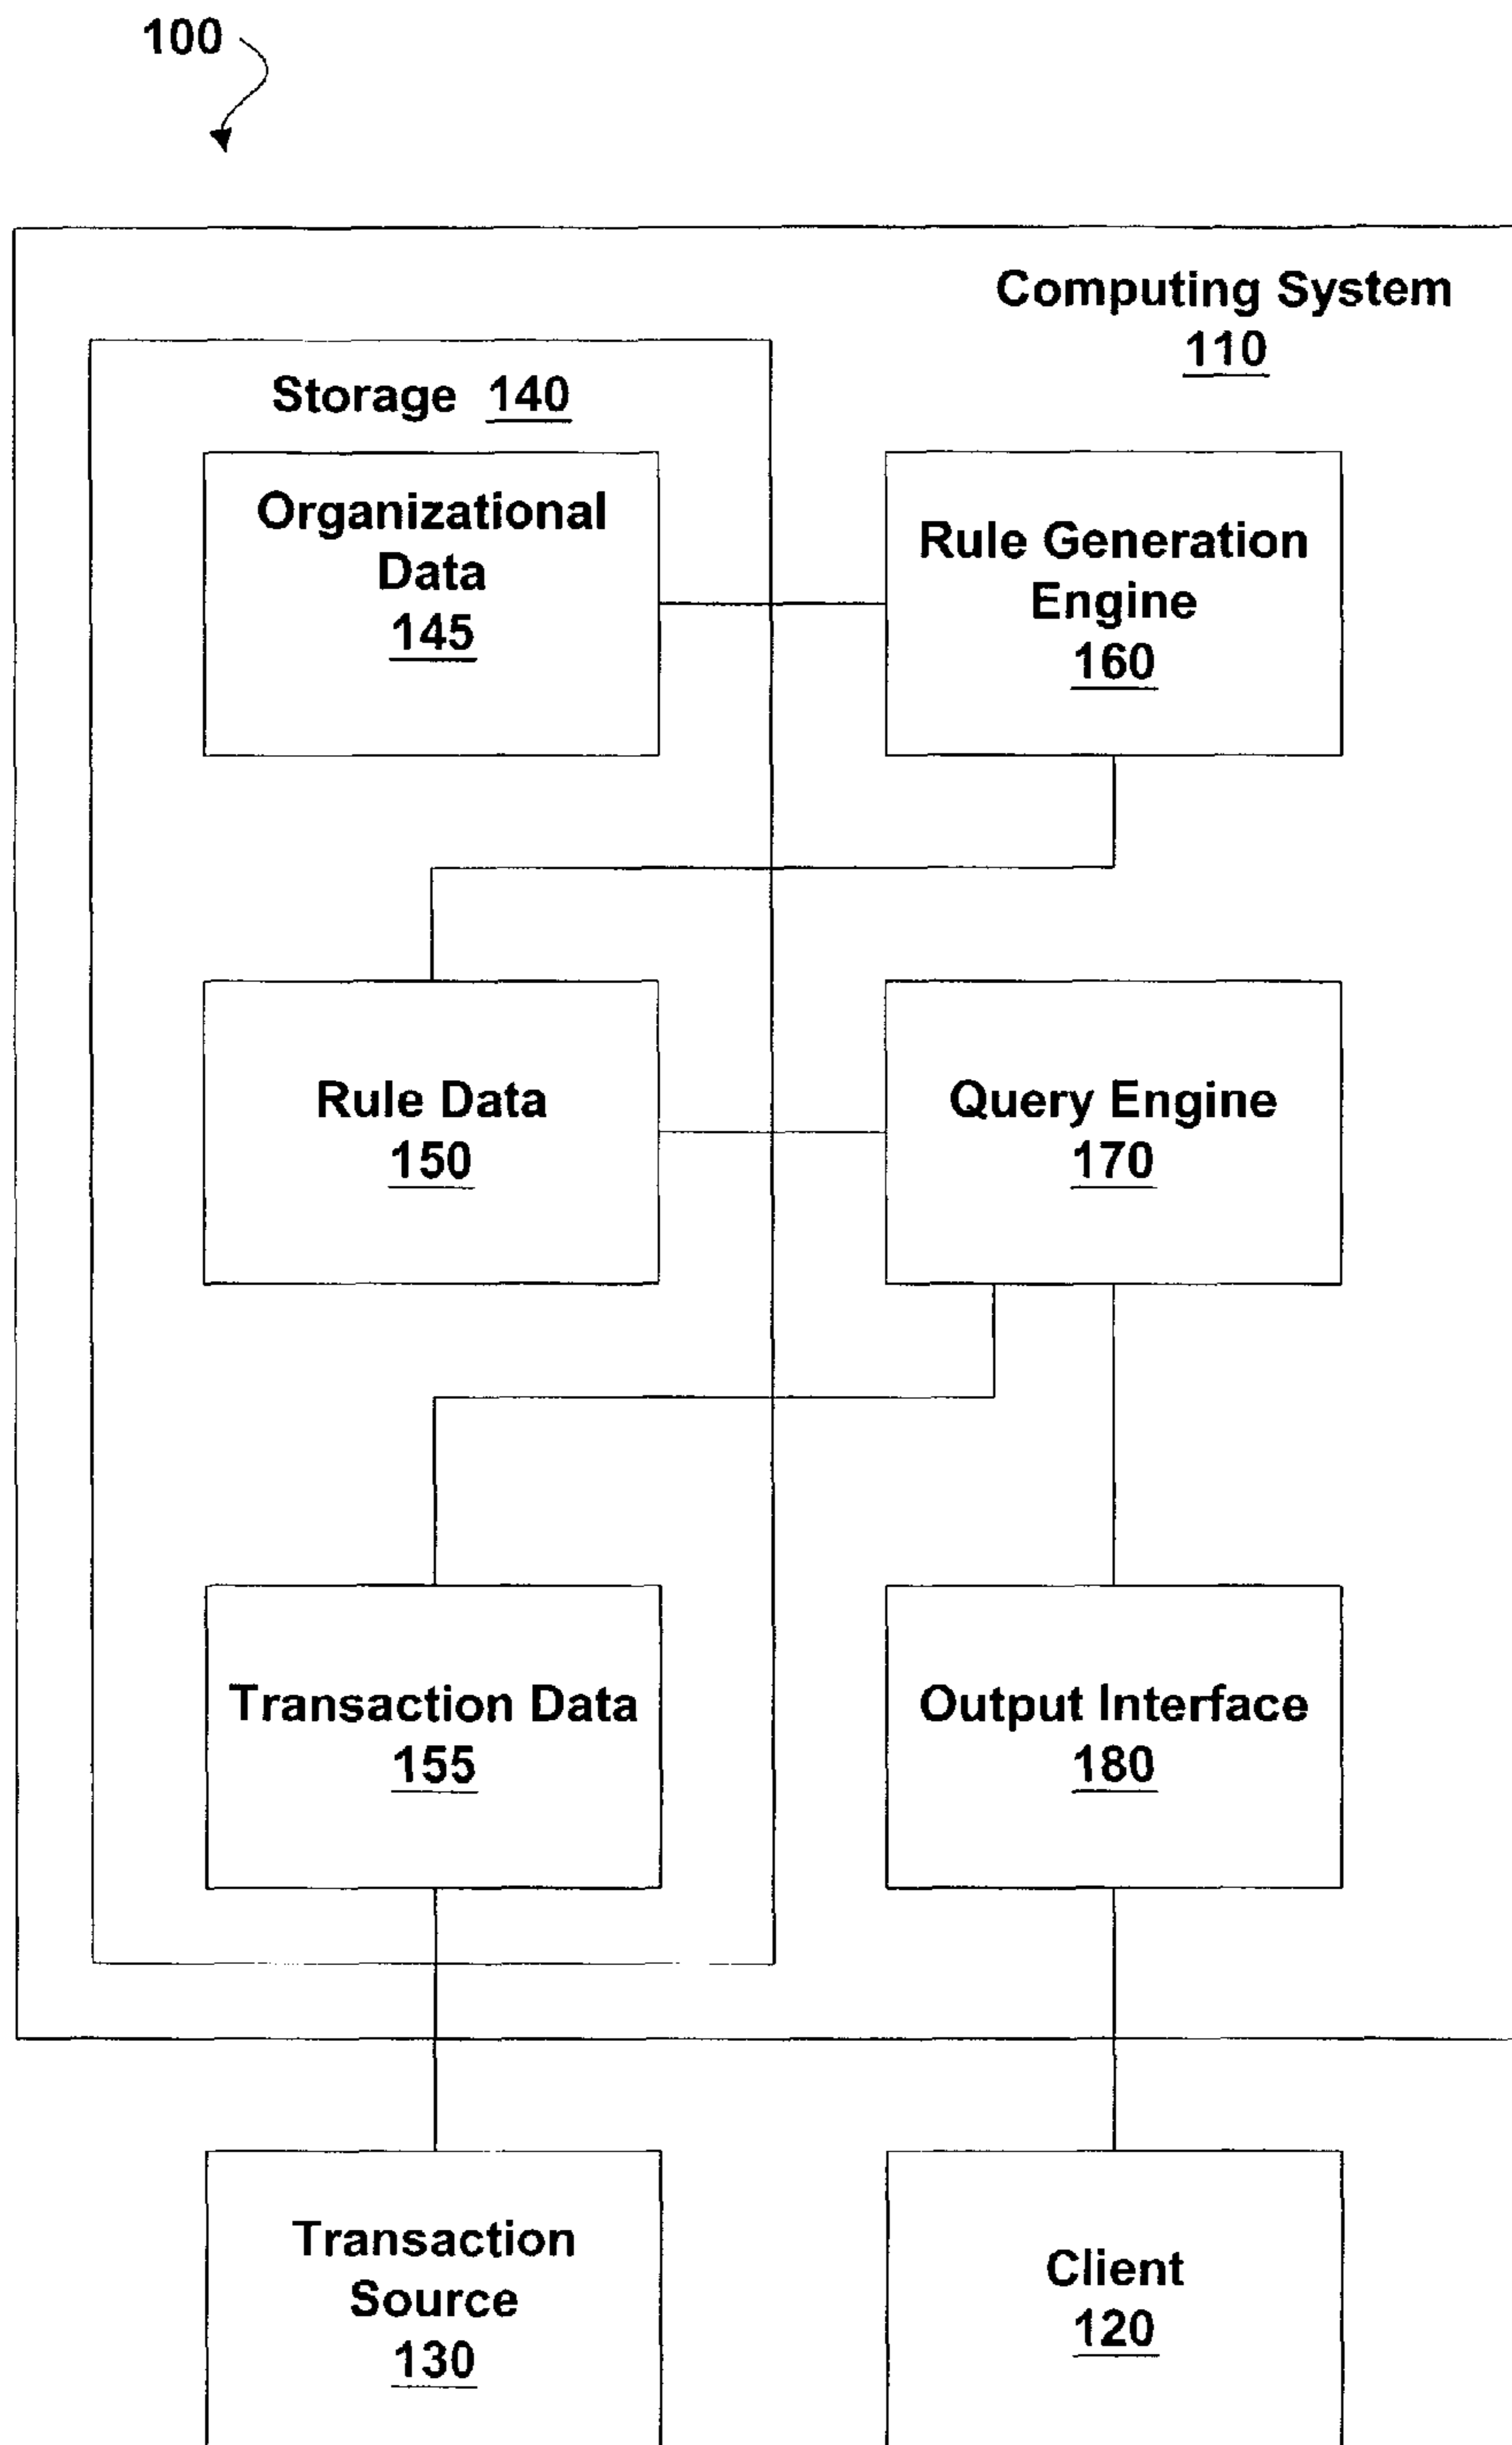 100
Computing System
110
Storage 140
Organizational
Data
145
Rule Generation
Engine
160
Rule Data
150
Query Engine
170
Transaction Data
155
Output Interface
180
Transaction
Source
130
Client
120